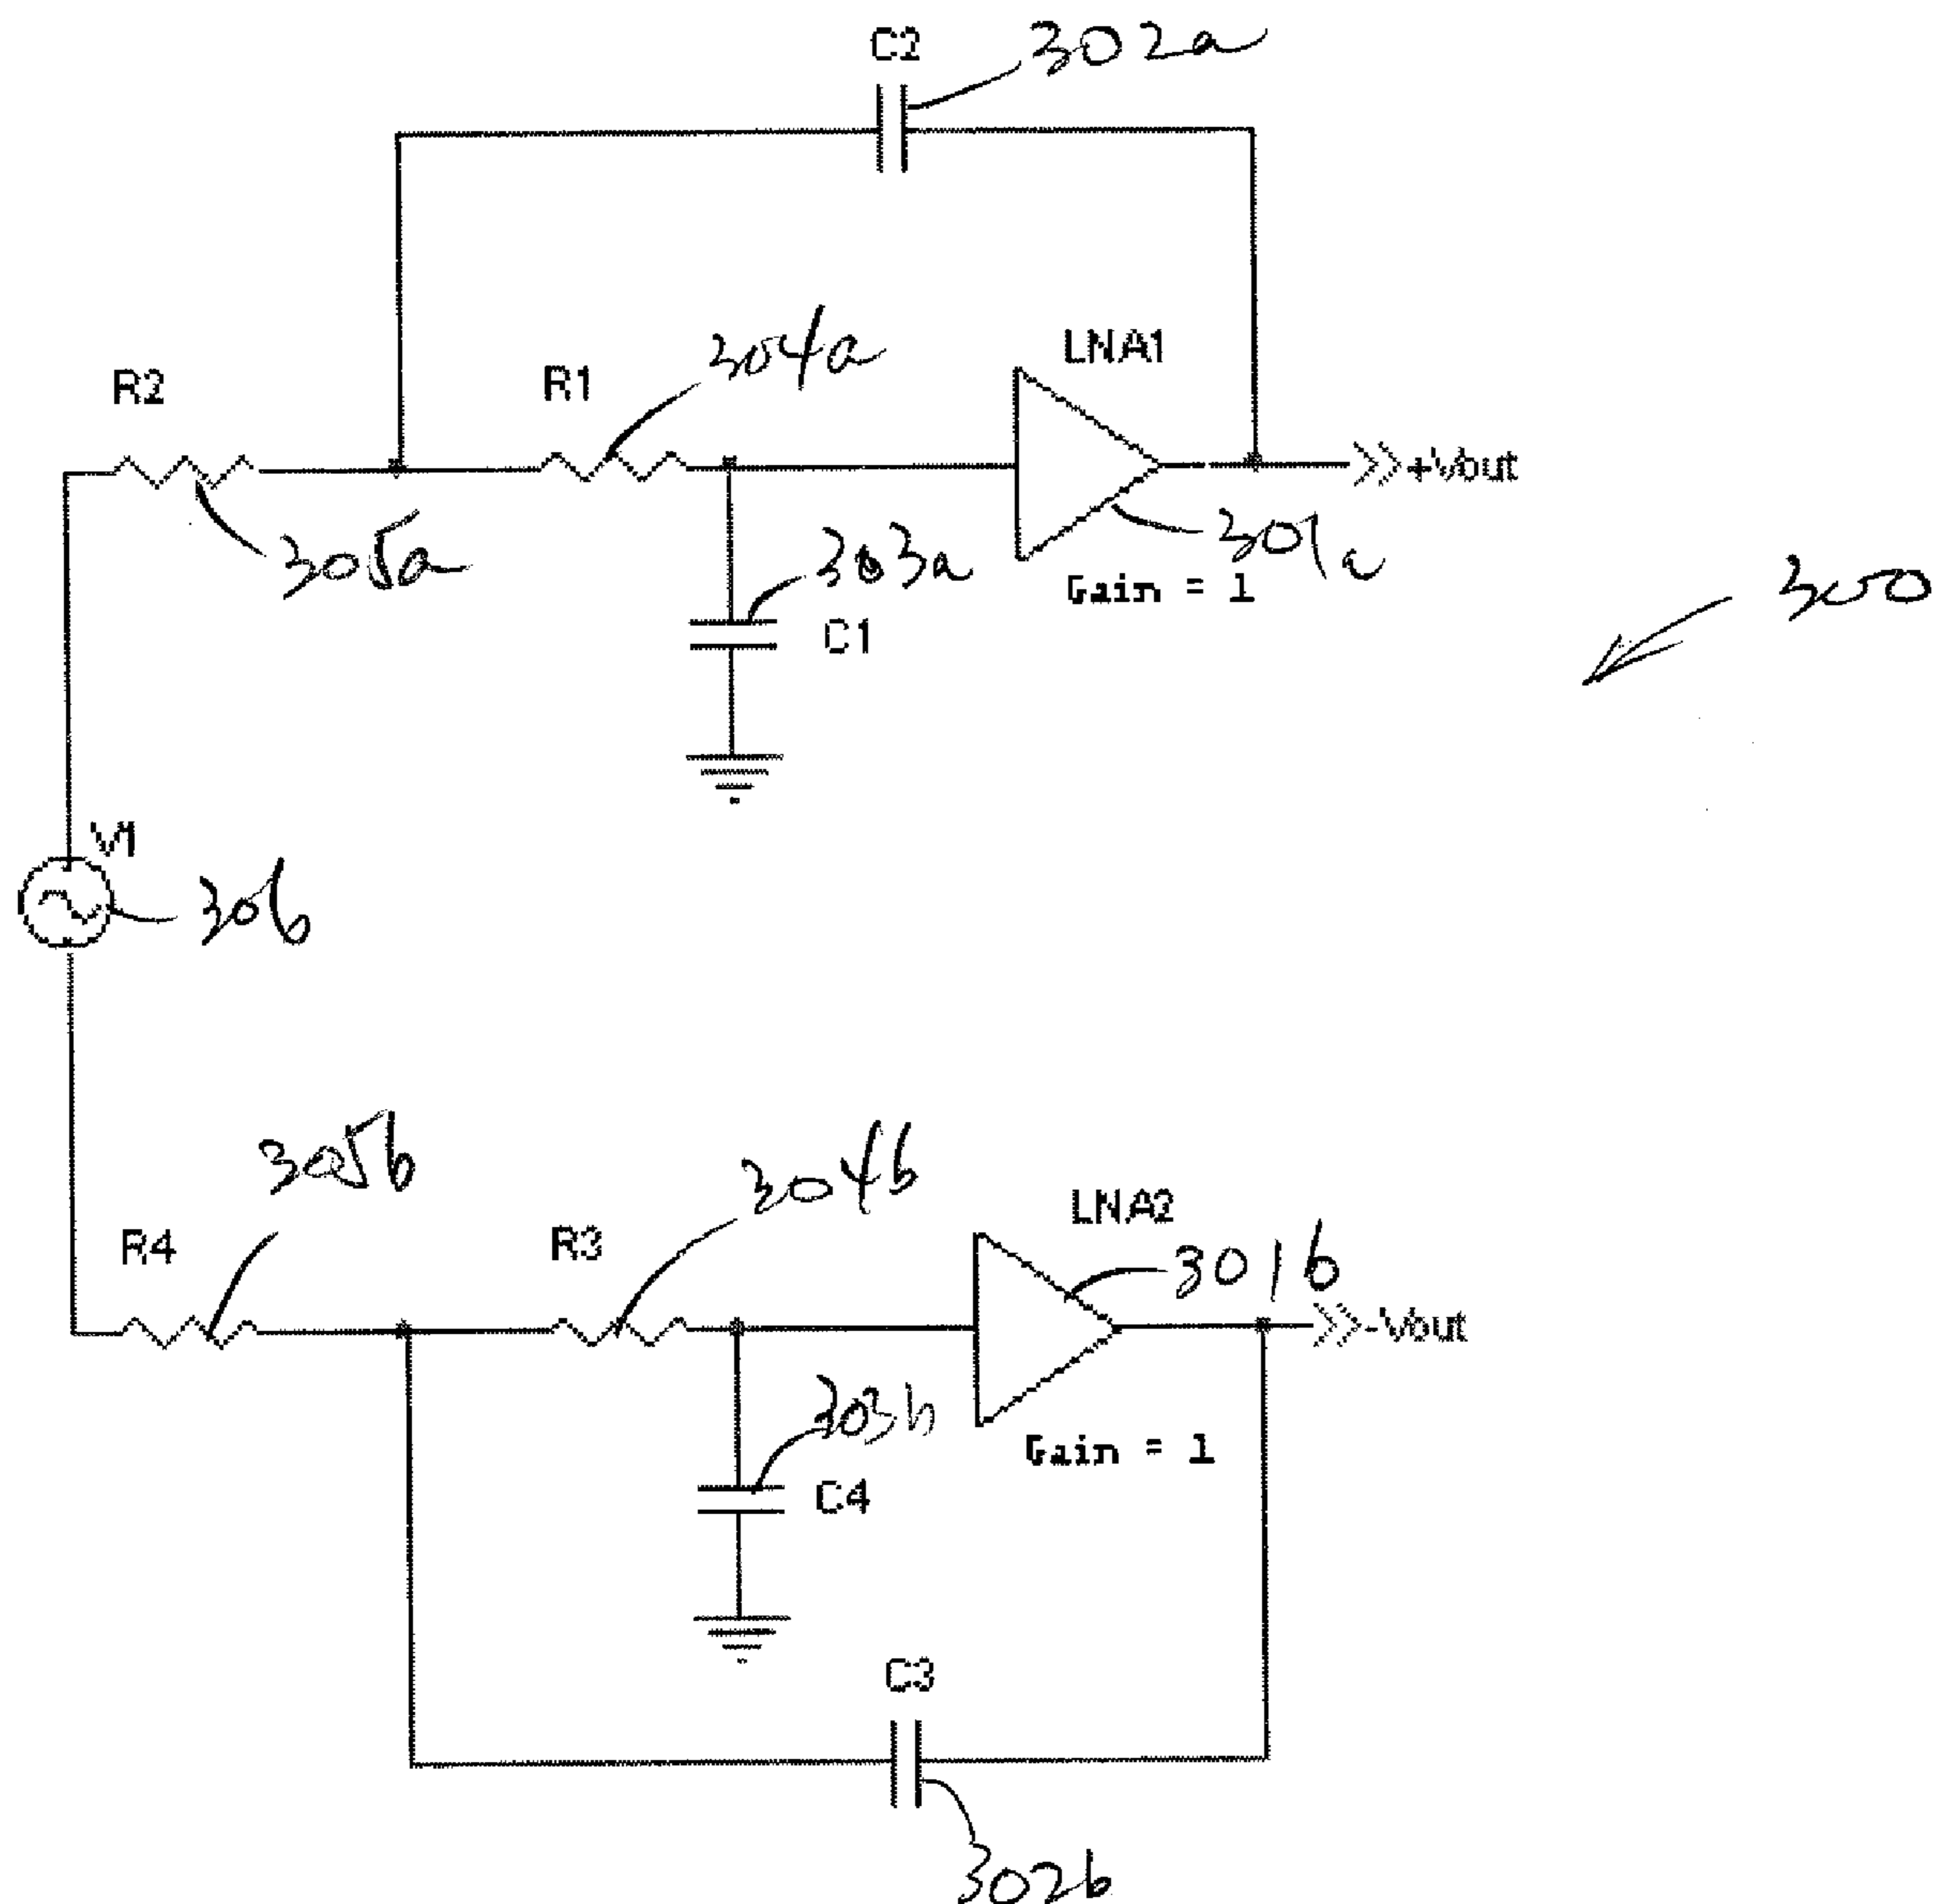 C2
302a
304a
LNA1
R2
R1
+Vout
305a
303a
301a
Gain = 1
300
C1
V1
306
305b
304b
LNA2
R4
R3
301b
-Vout
303b
Gain = 1
C4
C3
302b